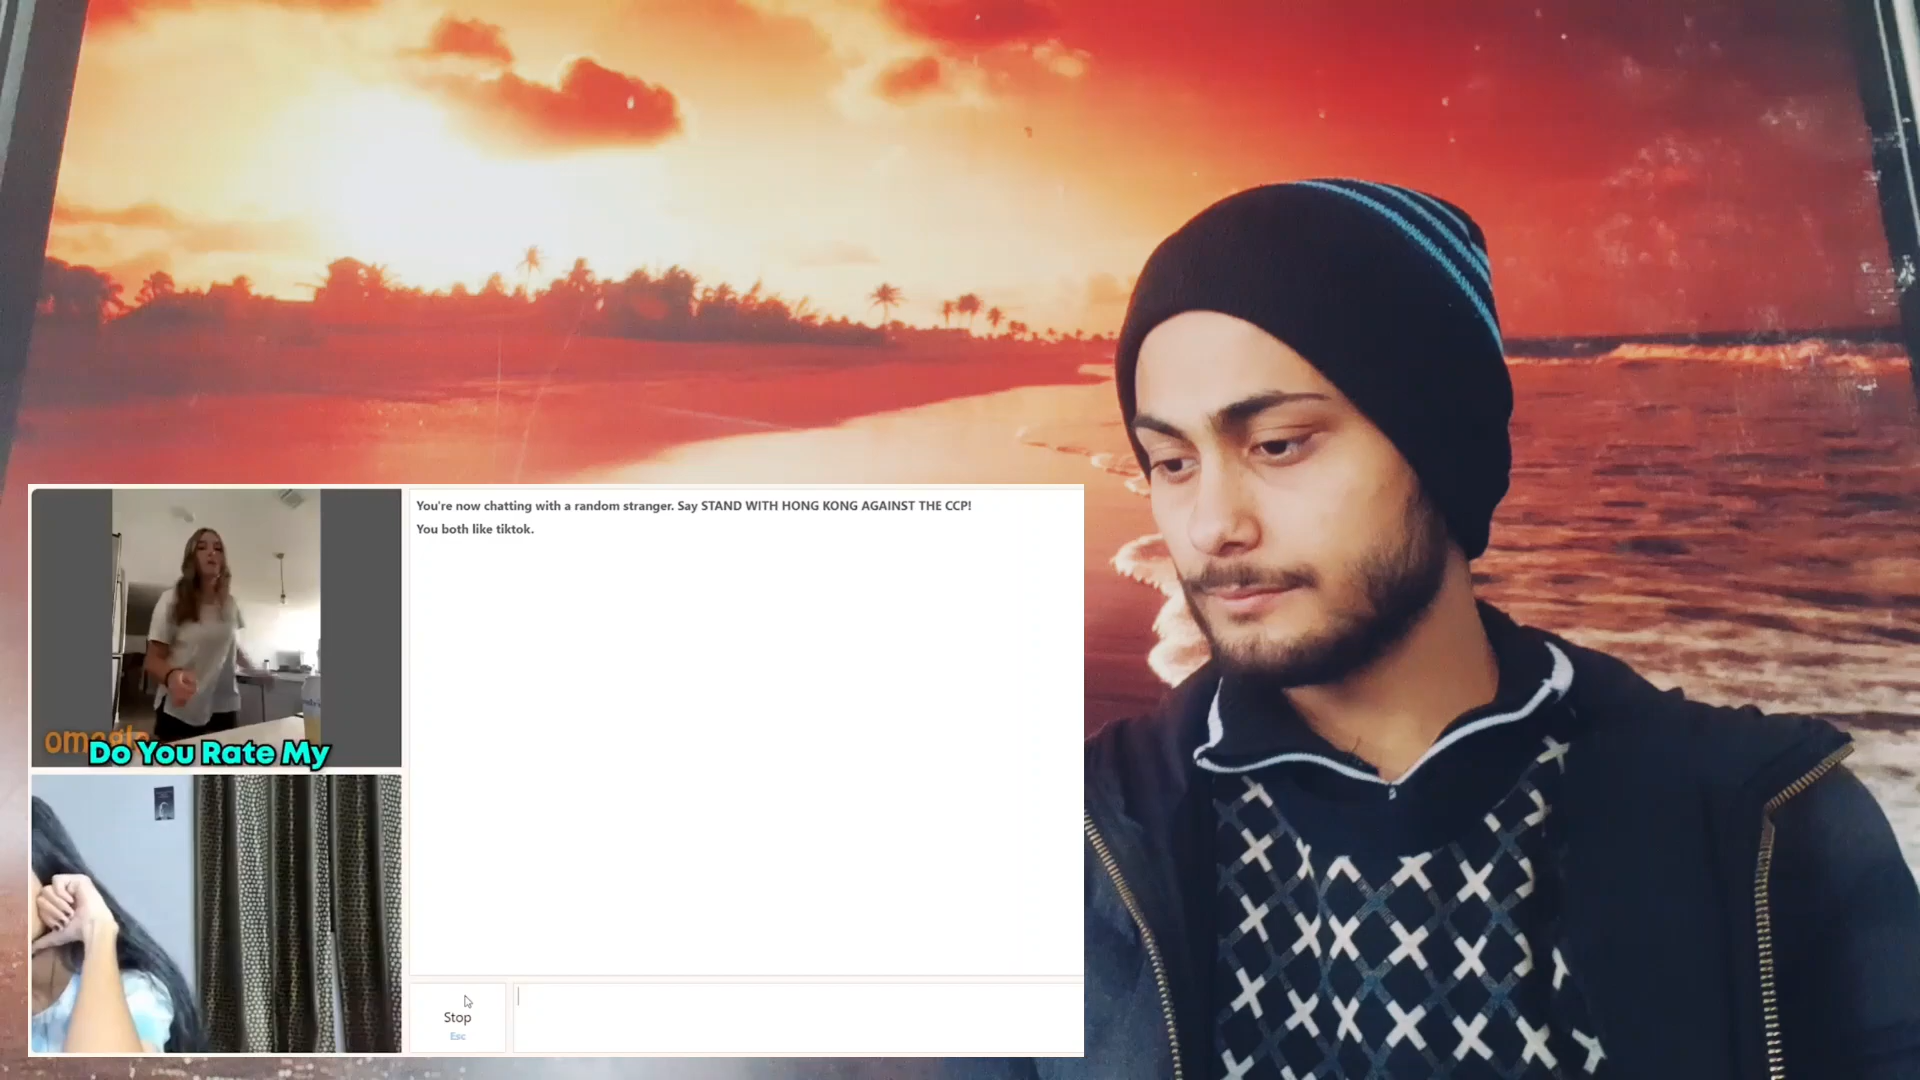 You're now chatting with a random stranger. Say STAND WITH HONG KONG AGAINST THE CCP!
You both like tiktok.
omegle
Do You Rate My
Stop
Esc